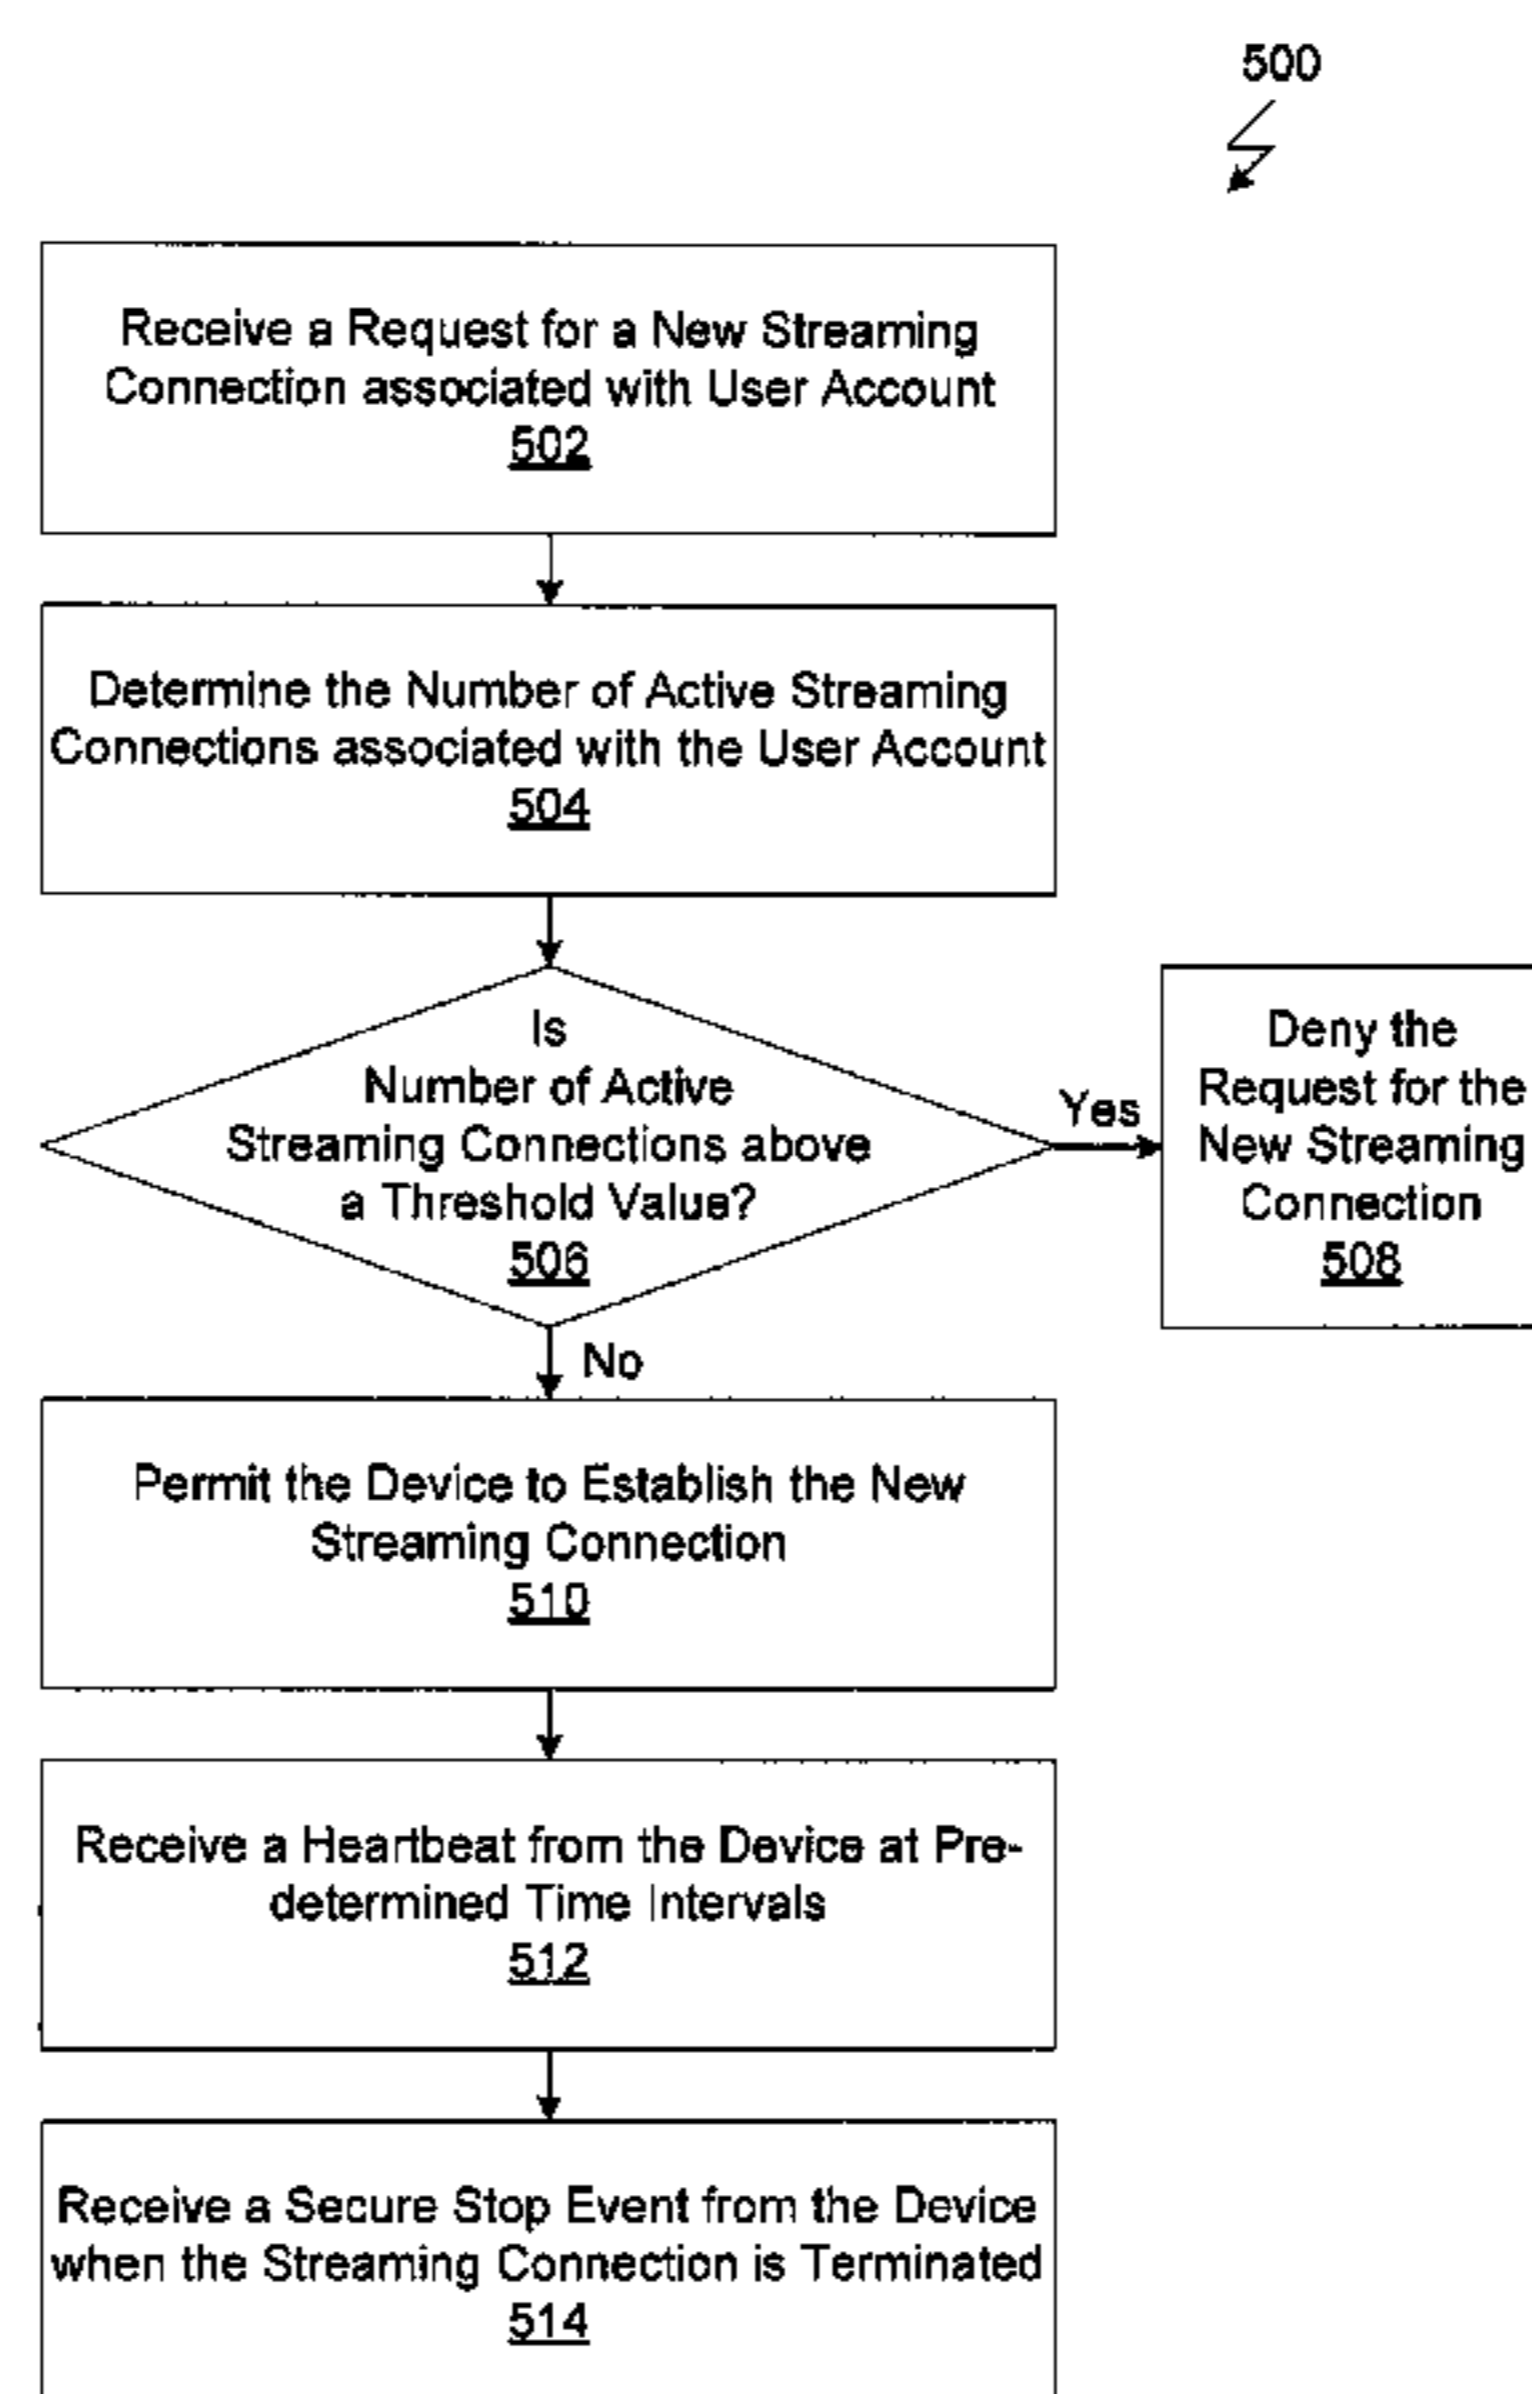 500
Receive a Request for a New Streaming
Connection associated with User Account
502
Determine the Number of Active Streaming
Connections associated with the User Account
504
Is
Number of Active
Streaming Connections above
a Threshold Value?
506
Yes
Deny the
Request for the
New Streaming
Connection
508
No
Permit the Device to Establish the New
Streaming Connection
510
Receive a Heartbeat from the Device at Pre-
determined Time Intervals
512
Receive a Secure Stop Event from the Device
when the Streaming Connection is Terminated
514